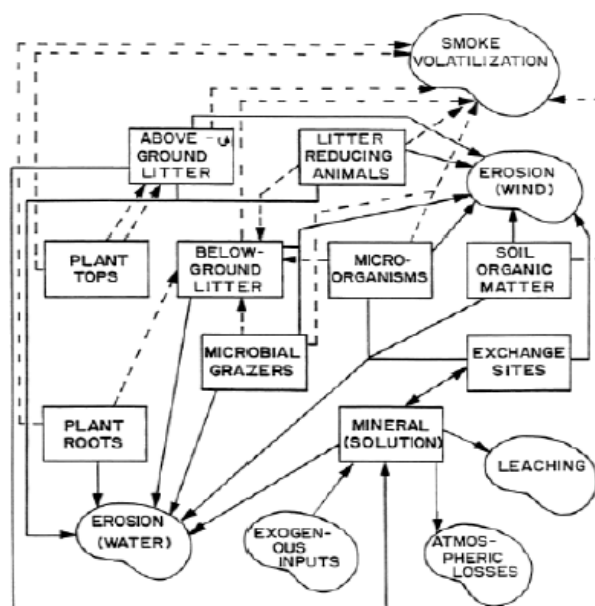 SMOKE
VOLATILIZATION
ABOVE
GROUND
LITTER
LITTER
REDUCING
ANIMALS
EROSION
(WIND)
PLANT
TOPS
BELOW-
GROUND
LITTER
MICRO-
ORGANISMS
SOIL
ORGANIC
MATTER
MICROBIAL
GRAZERS
EXCHANGE
SITES
PLANT
ROOTS
MINERAL
(SOLUTION)
LEACHING
EROSION
(WATER)
EXOGEN-
OUS
INPUTS
ATMOS-
PHERIC
LOSSES